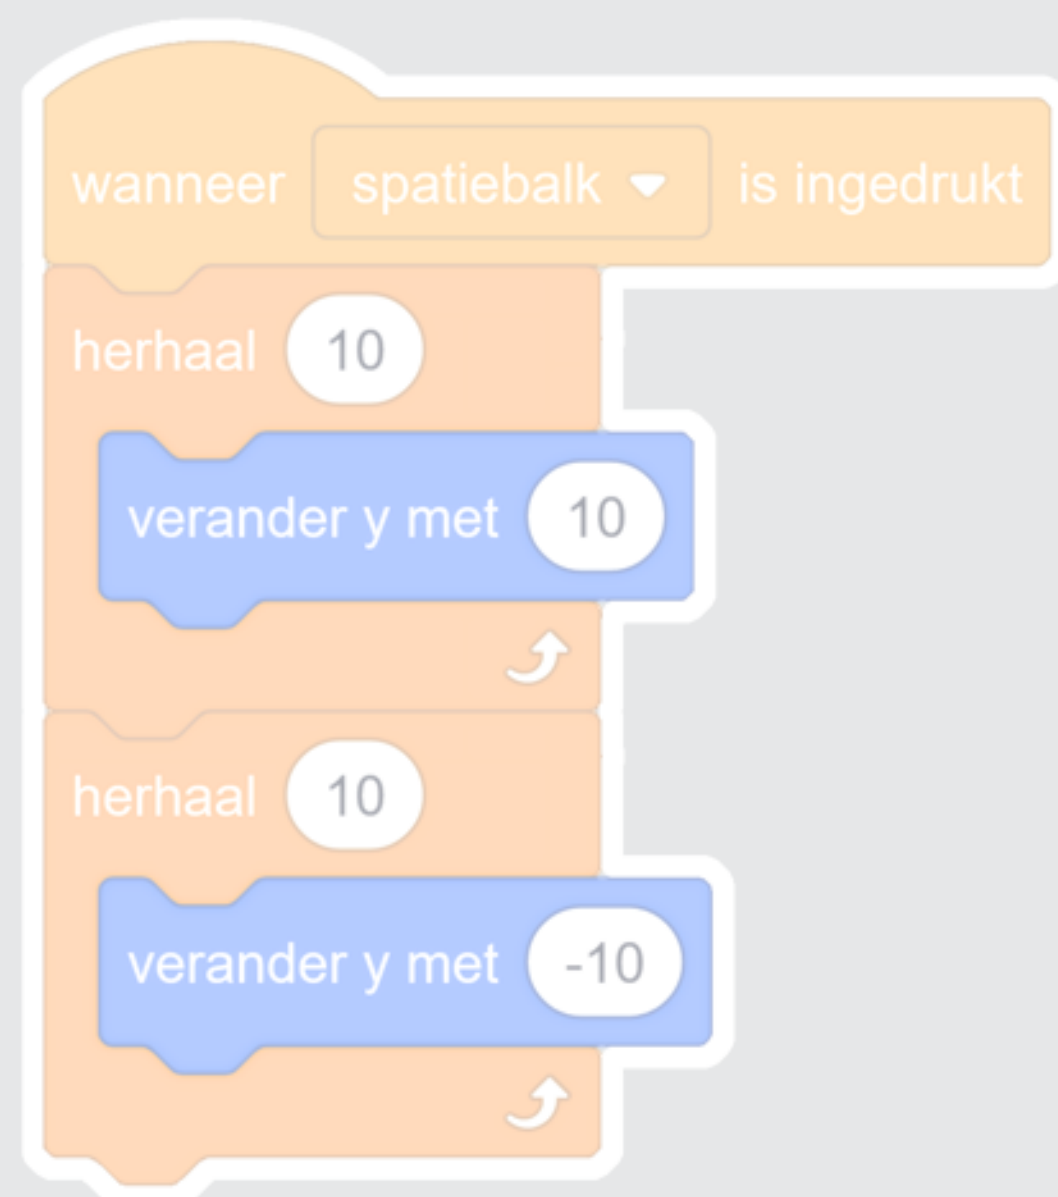 wanneer spatiebalk is ingedrukt
herhaal 10
verander y met 10
herhaal 10
verander y met -10